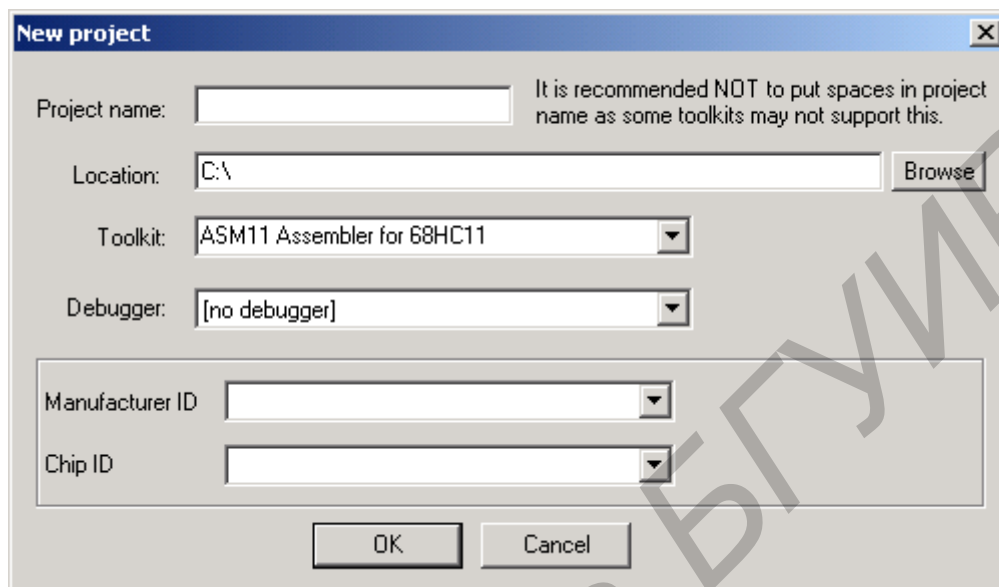 New project
Project name:
It is recommended NOT to put spaces in project
name as some toolkits may not support this.
Location:
C:\
Browse
Toolkit:
ASM11 Assembler for 68HC11
Debugger:
[no debugger]
Manufacturer ID
Chip ID
OK
Cancel